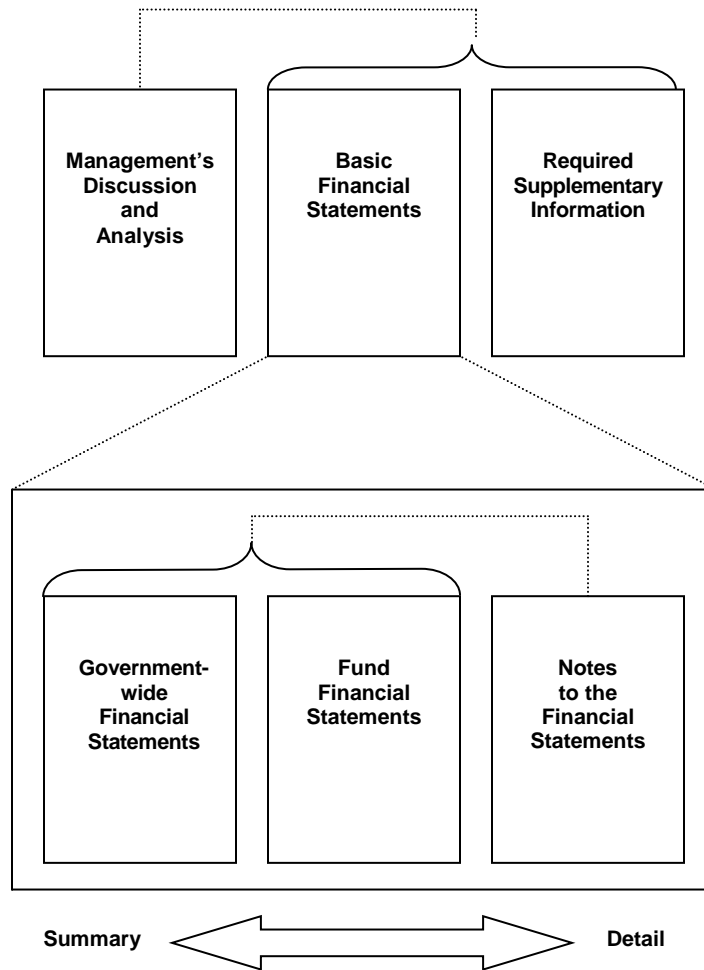 Management’s
Discussion
and
Analysis
Basic
Financial
Statements
Required
Supplementary
Information
Government-
wide
Financial
Statements
Fund
Financial
Statements
Notes
to the
Financial
Statements
Summary
Detail